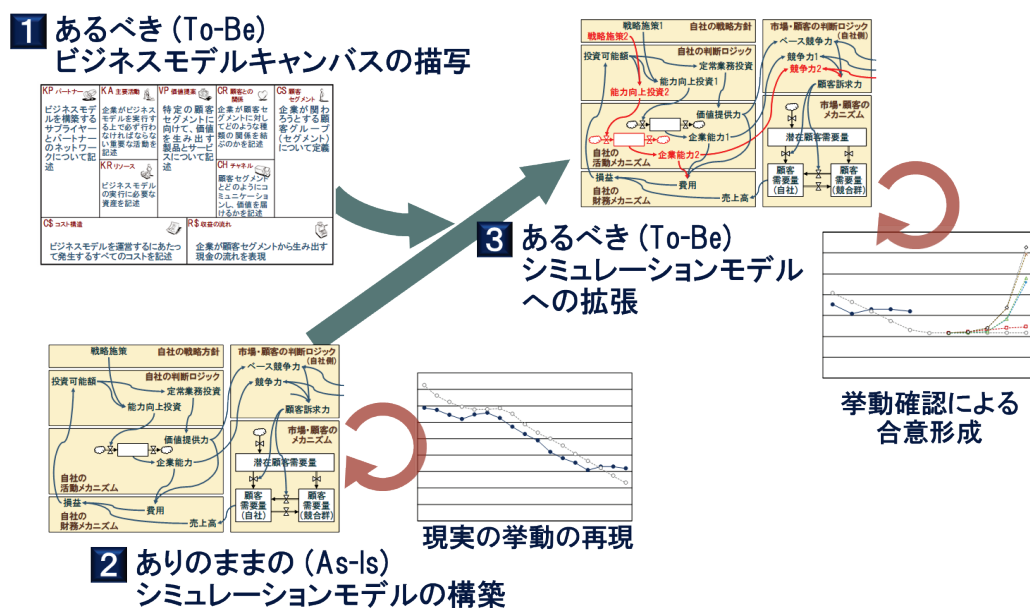 1 あるべき (To-Be)
ビジネスモデルキャンバスの描写
KP パートナー
ビジネスモデ
ルを構築する
サプライヤー
とパートナー
のネットワー
クについて記
述
KA 主要活動
企業がビジネス
モデルを実行す
る上で必ず行わ
なければならな
い重要な活動を
記述
KR リソース
ビジネスモデル
の実行に必要な
資産を記述
VP 価値提案
特定の顧客
セグメント
に向けて、価値
を生み出す
製品とサービ
スについて記
述
CR 顧客との
関係
企業が顧客セ
グメントに対し
てどのような種
類の関係を結
ぶのかを記述
CH チャネル
顧客セグメント
とどのようにコ
ミュニケーショ
ンし、価値を届
けるかを記述
CS 顧客
セグメント
企業が関
わろうとする
顧客グループ
(セグメント)
について定義
C$ コスト構造
ビジネスモデルを運営するにあたっ
て発生するすべてのコストを記述
R$ 収益の流れ
企業が顧客セグメントから生み出す
現金の流れを表現
戦略施策1
自社の戦略方針
戦略施策2
投資可能額
自社の判断ロジック
定常業務投資
能力向上投資1
能力向上投資2
価値提供力
企業能力1
自社の
活動メカニズム
企業能力2
損益
費用
自社の
財務メカニズム
売上高
市場・顧客の判断ロジック
(自社側)
ベース競争力
競争力1
競争力2
顧客訴求力
市場・顧客の
メカニズム
潜在顧客需要量
顧客
需要量
(自社)
顧客
需要量
(競合群)
3 あるべき (To-Be)
シミュレーションモデル
への拡張
挙動確認による
合意形成
戦略施策
自社の戦略方針
投資可能額
自社の判断ロジック
定常業務投資
能力向上投資
価値提供力
企業能力
自社の
活動メカニズム
損益
費用
自社の
財務メカニズム
売上高
市場・顧客の判断ロジック
(自社側)
ベース競争力
競争力
顧客訴求力
市場・顧客の
メカニズム
潜在顧客需要量
顧客
需要量
(自社)
顧客
需要量
(競合群)
現実の挙動の再現
2 ありのままの (As-Is)
シミュレーションモデルの構築